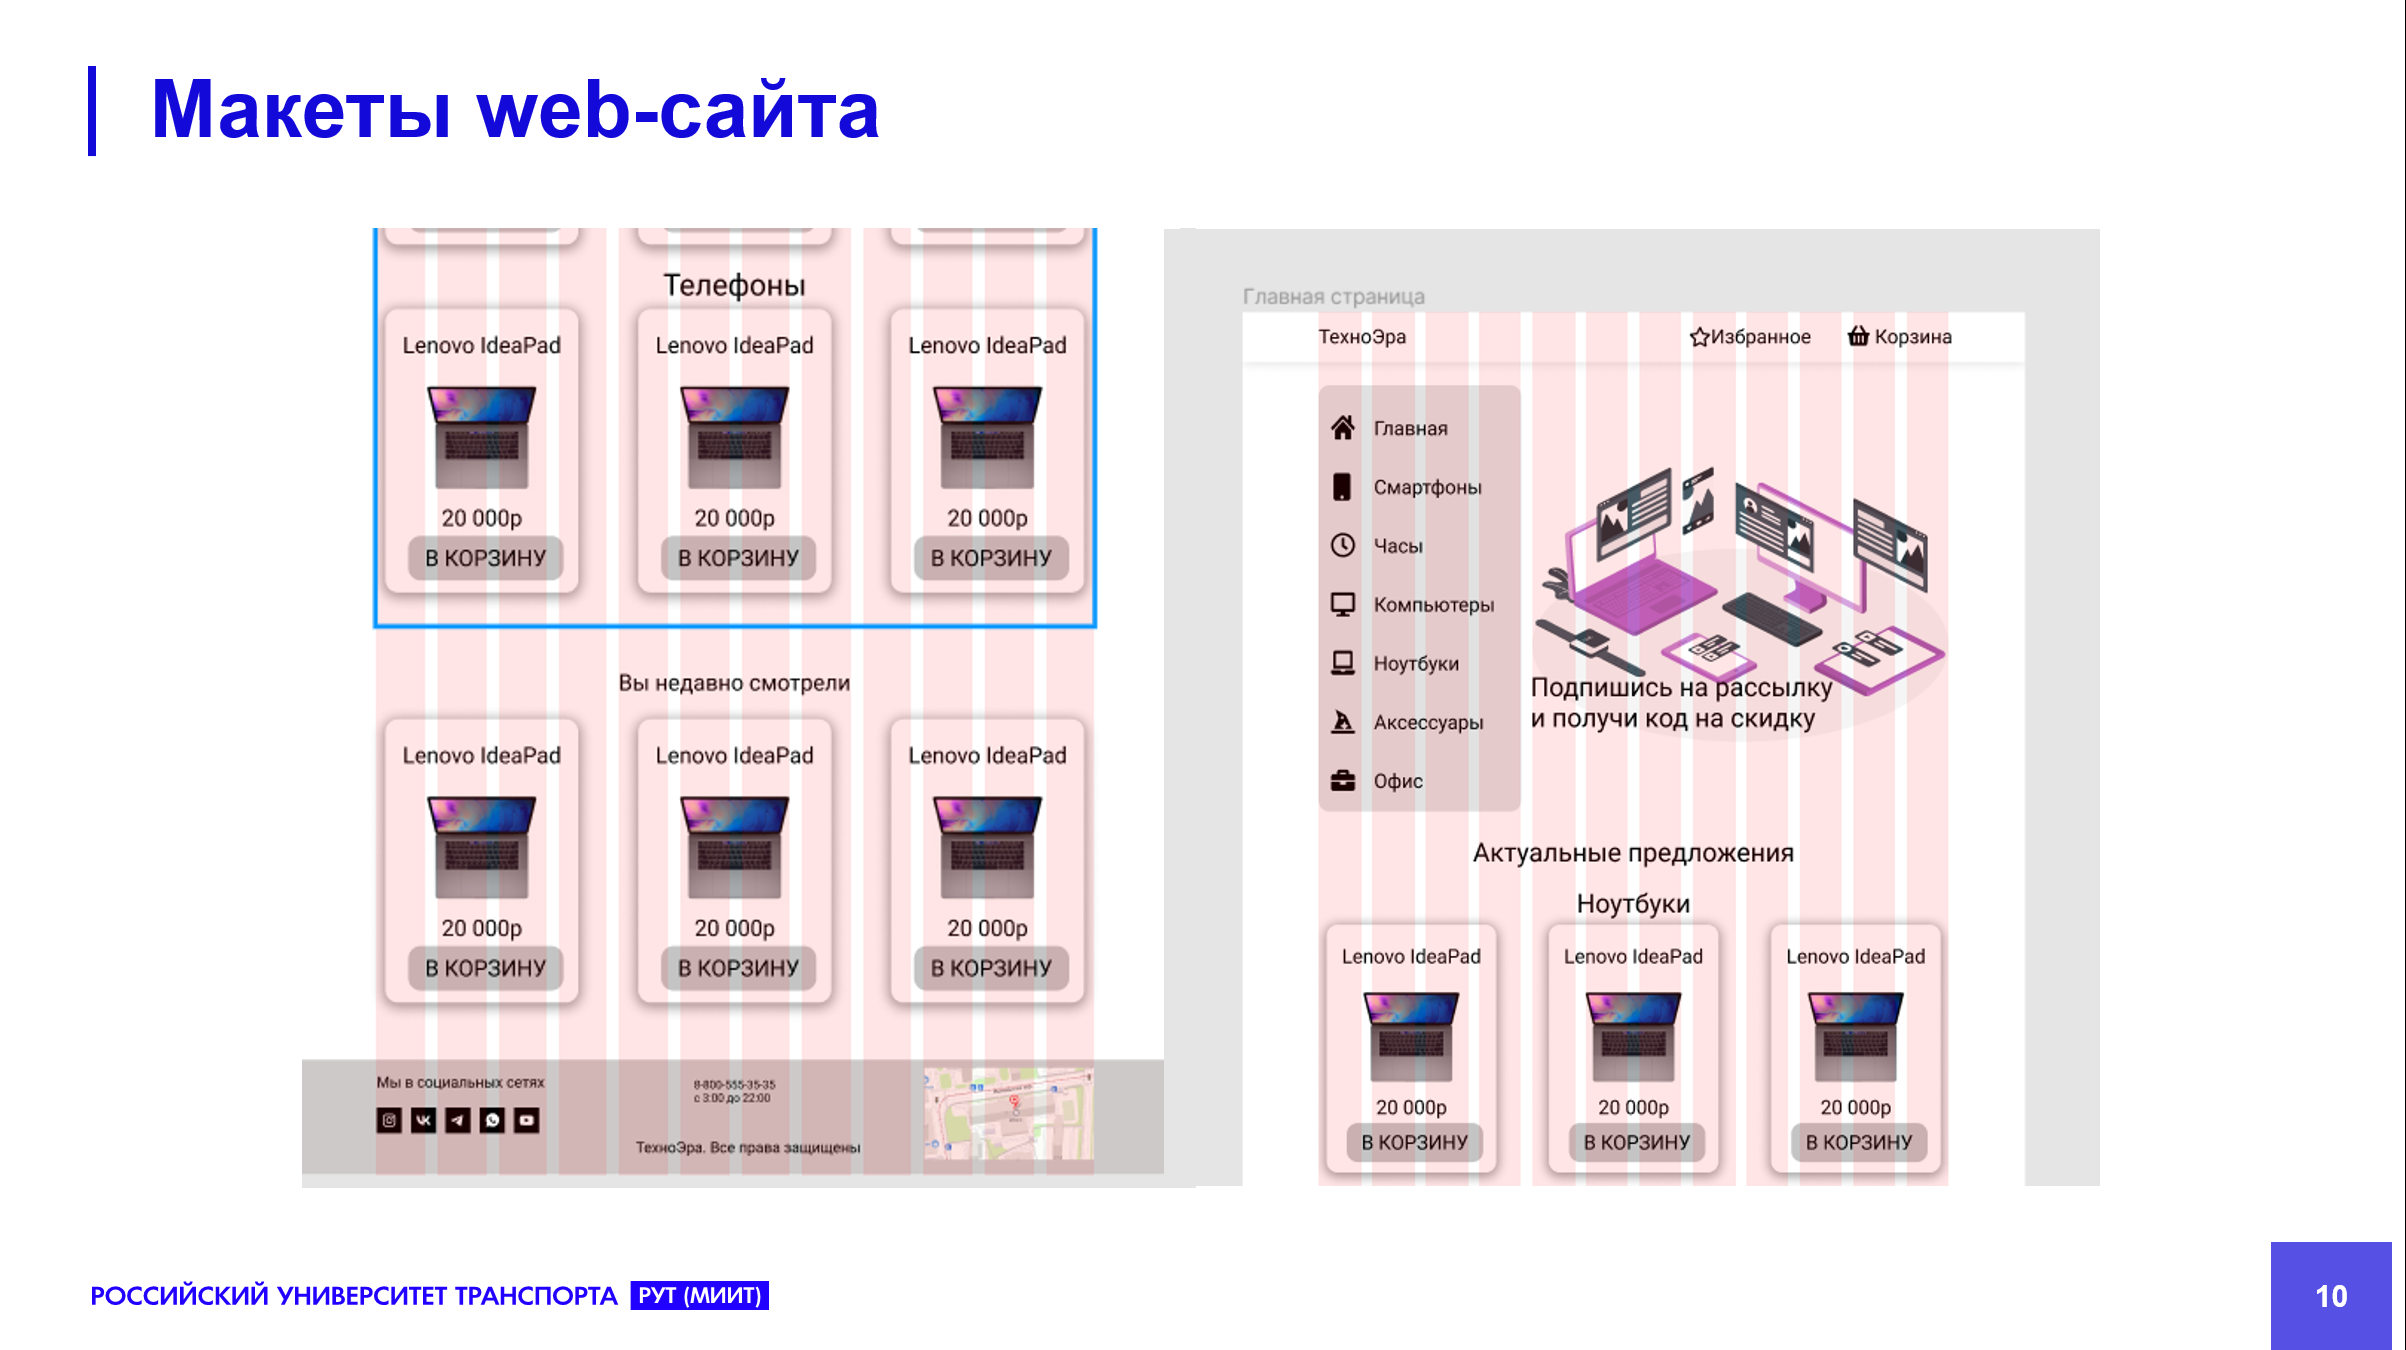 Макеты web-сайта
Телефоны
Lenovo IdeaPad
Lenovo IdeaPad
Lenovo IdeaPad
20 000р
20 000р
20 000р
В КОРЗИНУ
В КОРЗИНУ
В КОРЗИНУ
Вы недавно смотрели
Lenovo IdeaPad
Lenovo IdeaPad
Lenovo IdeaPad
20 000р
20 000р
20 000р
В КОРЗИНУ
В КОРЗИНУ
В КОРЗИНУ
Мы в социальных сетях
8-800-555-35-35
с 3:00 до 22:00
ТехноЭра. Все права защищены
Главная страница
ТехноЭра
Избранное
Корзина
Главная
Смартфоны
Часы
Компьютеры
Ноутбуки
Аксессуары
Офис
Подпишись на рассылку
и получи код на скидку
Актуальные предложения
Ноутбуки
Lenovo IdeaPad
Lenovo IdeaPad
Lenovo IdeaPad
20 000р
20 000р
20 000р
В КОРЗИНУ
В КОРЗИНУ
В КОРЗИНУ
РОССИЙСКИЙ УНИВЕРСИТЕТ ТРАНСПОРТА РУТ (МИИТ)
10